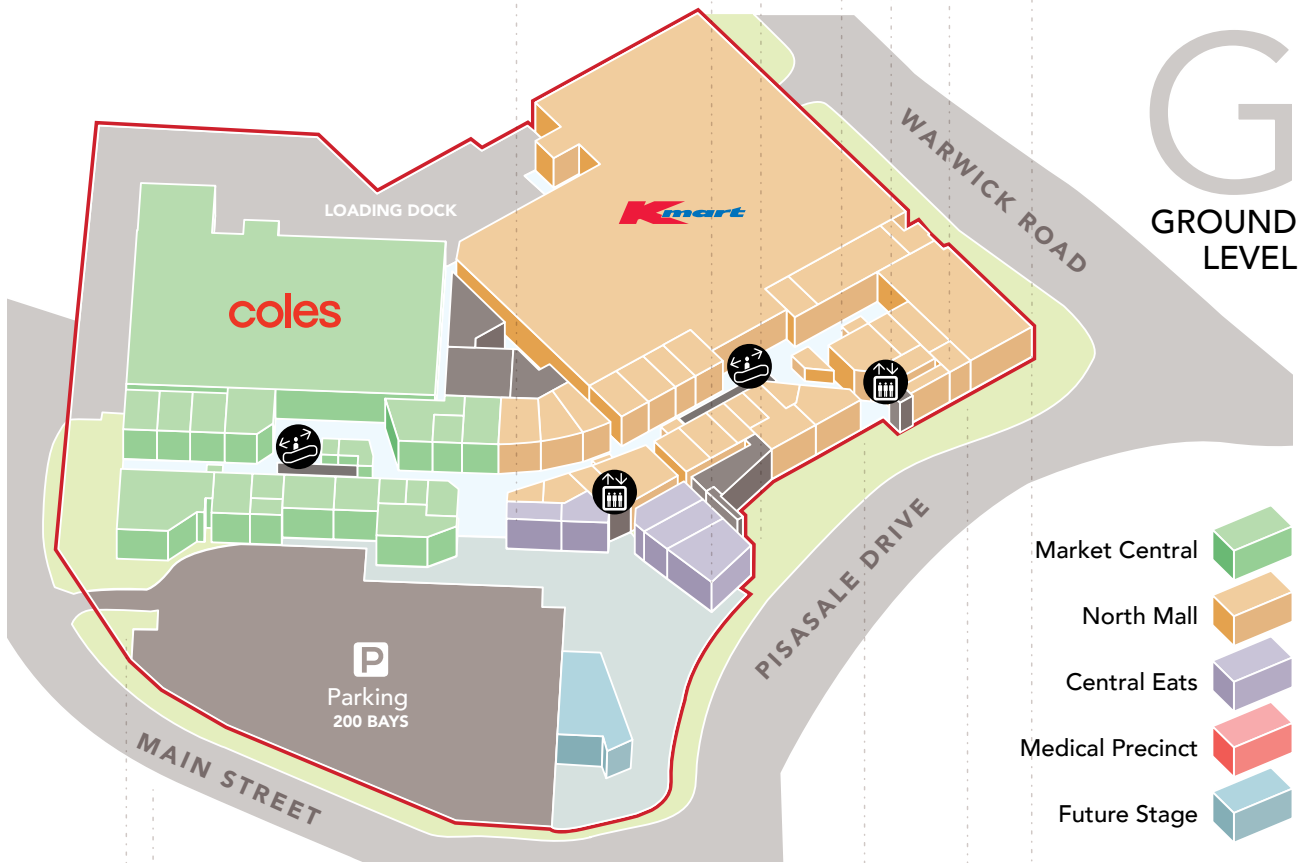 G
GROUND
LEVEL
WARWICK ROAD
LOADING DOCK
Kmart
coles
PISASALE DRIVE
P
Parking
200 BAYS
MAIN STREET
Market Central
North Mall
Central Eats
Medical Precinct
Future Stage